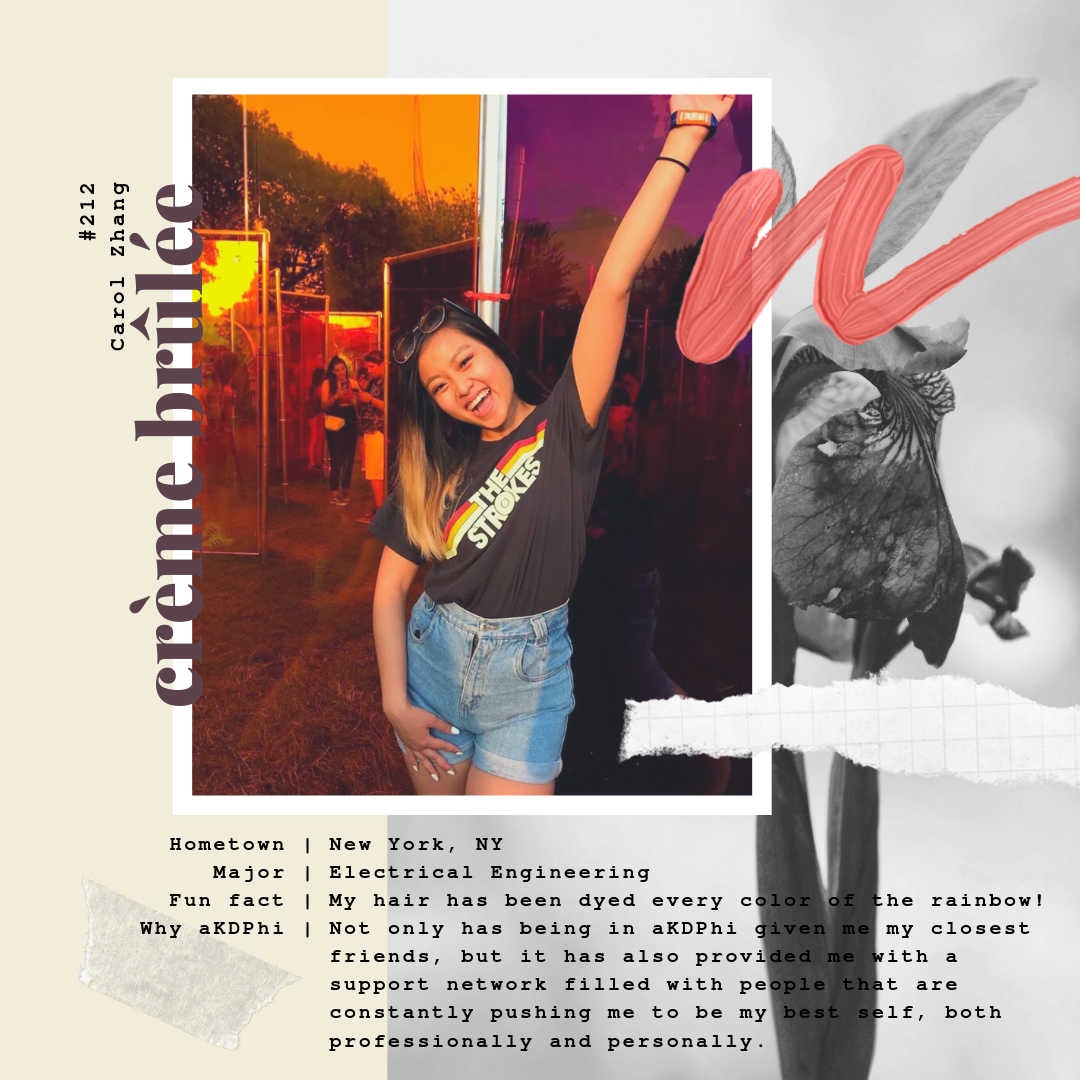 #212
Carol Zhang
crème brûlée
THE
STROKES
Hometown | New York, NY
Major | Electrical Engineering
Fun fact | My hair has been dyed every color of the rainbow!
Why aKDPhi | Not only has being in aKDPhi given me my closest
friends, but it has also provided me with a
support network filled with people that are
constantly pushing me to be my best self, both
professionally and personally.